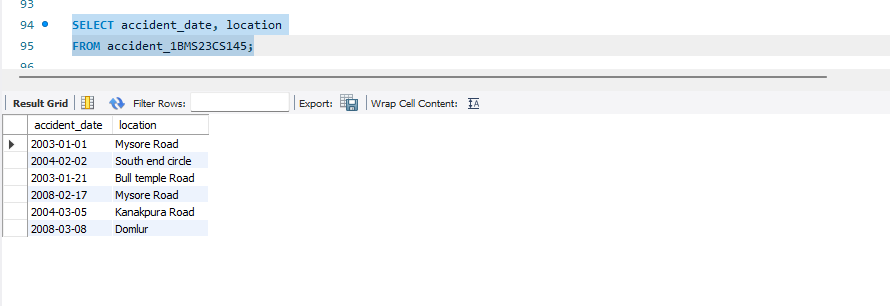 93
94 SELECT accident_date, location
95 FROM accident_1BMS23CS145;
96
Result Grid Filter Rows: Export: Wrap Cell Content: IA
accident_date location
2003-01-01 Mysore Road
2004-02-02 South end circle
2003-01-21 Bull temple Road
2008-02-17 Mysore Road
2004-03-05 Kanakpura Road
2008-03-08 Domlur